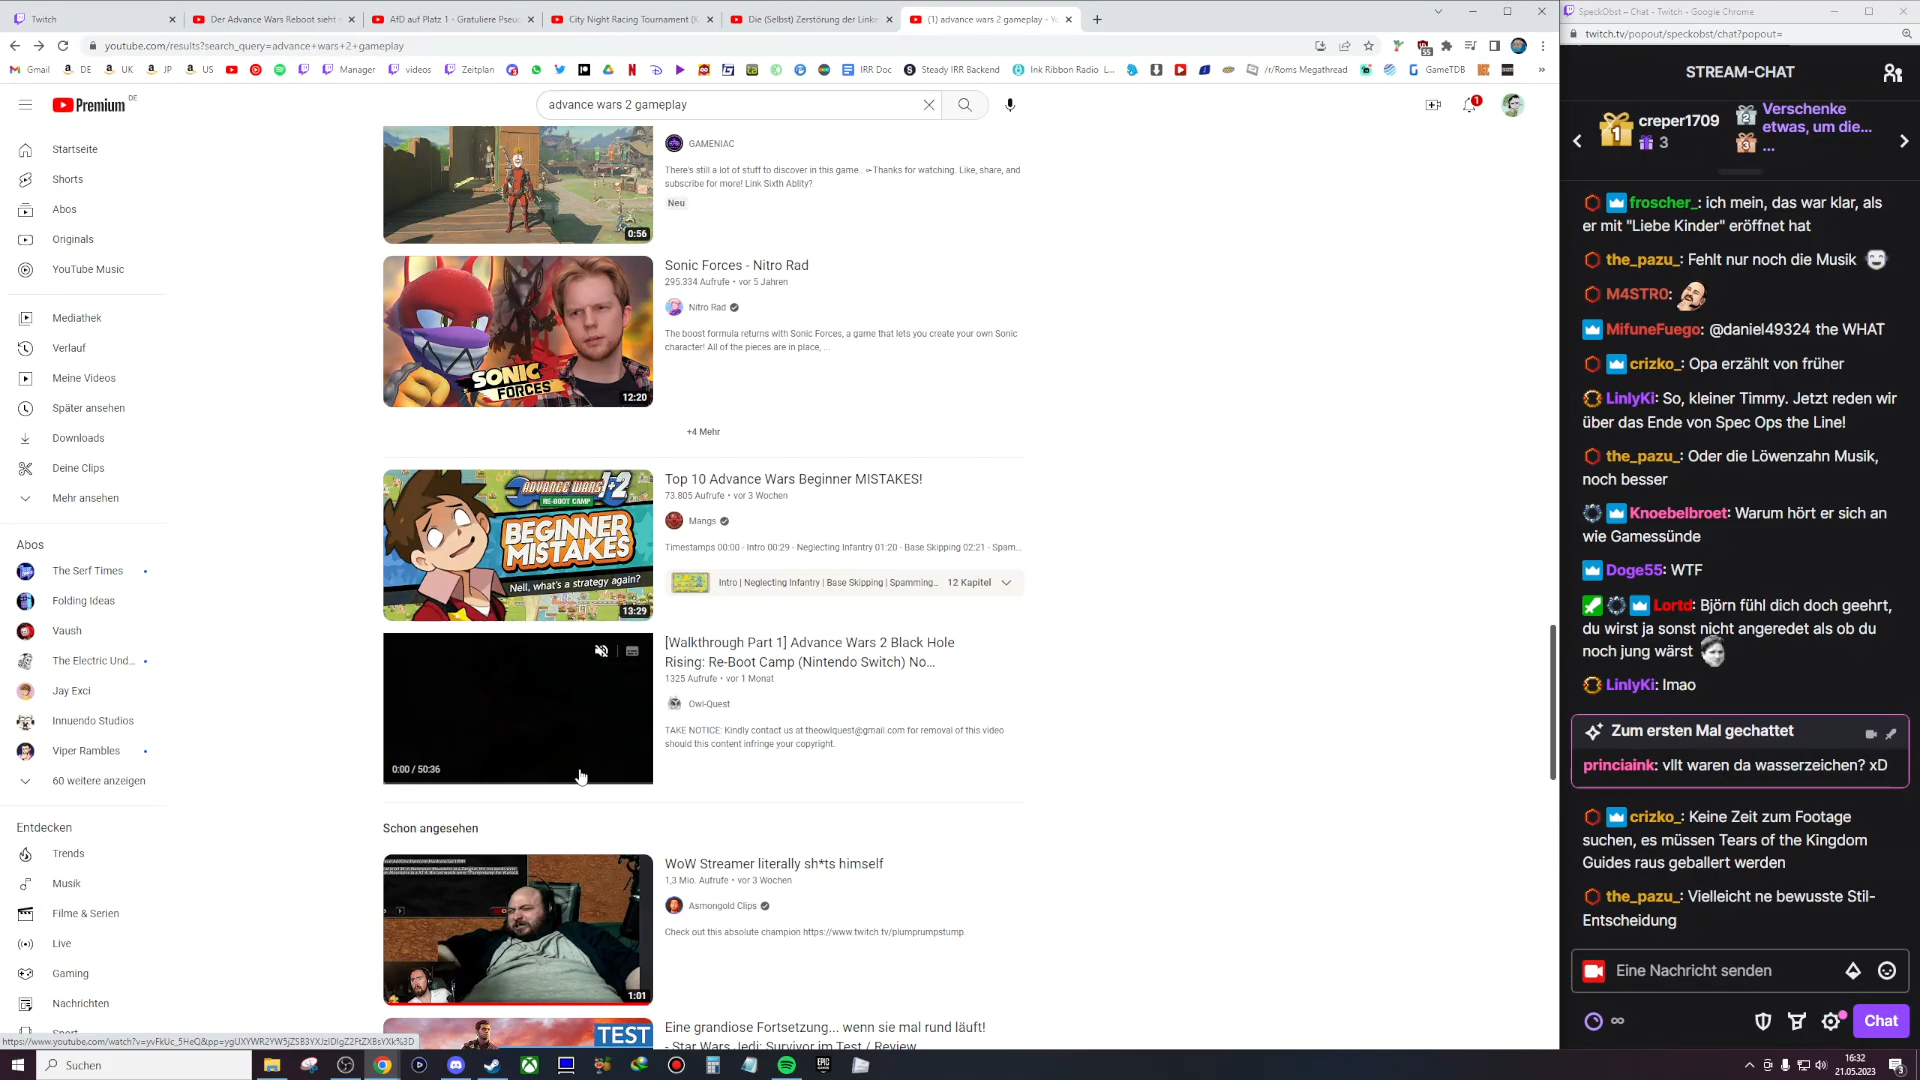 Twitch
Der Advance Wars Reboot sieht
AfD auf Platz 1 - Gratuliere Pseu
City Night Racing Tournament (
Die (Selbst) Zerstörung der Linke
(1) advance wars 2 gameplay - Yo
youtube.com/results?search_query=advance+wars+2+gameplay
Gmail
DE
UK
JP
US
Manager
videos
Zeitplan
IRR Doc
Steady IRR Backend
Ink Ribbon Radio L...
/r/Roms Megathread
GameTDB
Premium DE
advance wars 2 gameplay
1
Startseite
Shorts
Abos
Originals
YouTube Music
Mediathek
Verlauf
Meine Videos
Später ansehen
Downloads
Deine Clips
Mehr ansehen
Abos
The Serf Times
Folding Ideas
Vaush
The Electric Und...
Jay Exci
Innuendo Studios
Viper Rambles
60 weitere anzeigen
Entdecken
Trends
Musik
Filme & Serien
Live
Gaming
Nachrichten
Sport
GAMENIAC
There's still a lot of stuff to discover in this game.. ✂Thanks for watching. Like, share, and
subscribe for more! Link Sixth Ablity?
Neu
0:56
Sonic Forces - Nitro Rad
295.334 Aufrufe • vor 5 Jahren
Nitro Rad
The boost formula returns with Sonic Forces, a game that lets you create your own Sonic
character! All of the pieces are in place, ...
SONIC
FORCES
12:20
+4 Mehr
Top 10 Advance Wars Beginner MISTAKES!
73.805 Aufrufe • vor 3 Wochen
Mangs
Timestamps 00:00 - Intro 00:29 - Neglecting Infantry 01:20 - Base Skipping 02:21 - Spam...
Intro | Neglecting Infantry | Base Skipping | Spamming... 12 Kapitel
ADVANCE WARS 1+2
RE-BOOT CAMP
BEGINNER
MISTAKES
Nell, what's a strategy again?
13:29
[Walkthrough Part 1] Advance Wars 2 Black Hole
Rising: Re-Boot Camp (Nintendo Switch) No...
1325 Aufrufe • vor 1 Monat
Owl-Quest
TAKE NOTICE: Kindly contact us at theowlquest@gmail.com for removal of this video
should this content infringe your copyright.
0:00 / 50:36
Schon angesehen
WoW Streamer literally sh*ts himself
1,3 Mio. Aufrufe • vor 3 Wochen
Asmongold Clips
Check out this absolute champion https://www.twitch.tv/plumprumpstump.
1:01
TEST
Eine grandiose Fortsetzung... wenn sie mal rund läuft!
- Star Wars Jedi: Survivor im Test / Review
Suchen
SpeckObst – Chat - Twitch - Google Chrome
twitch.tv/popout/speckobst/chat?popout=
STREAM-CHAT
1
creper1709
3
2
3
Verschenke
etwas, um die...
...
froscher_: ich mein, das war klar, als
er mit "Liebe Kinder" eröffnet hat
the_pazu_: Fehlt nur noch die Musik
M4STR0:
MifuneFuego: @daniel49324 the WHAT
crizko_: Opa erzählt von früher
LinlyKi: So, kleiner Timmy. Jetzt reden wir
über das Ende von Spec Ops the Line!
the_pazu_: Oder die Löwenzahn Musik,
noch besser
Knoebelbroet: Warum hört er sich an
wie Gamessünde
Doge55: WTF
Lortd: Björn fühl dich doch geehrt,
du wirst ja sonst nicht angeredet als ob du
noch jung wärst
LinlyKi: lmao
Zum ersten Mal gechattet
princiaink: vllt waren da wasserzeichen? xD
crizko_: Keine Zeit zum Footage
suchen, es müssen Tears of the Kingdom
Guides raus geballert werden
the_pazu_: Vielleicht ne bewusste Stil-
Entscheidung
Eine Nachricht senden
Chat
16:32
21.05.2023
3